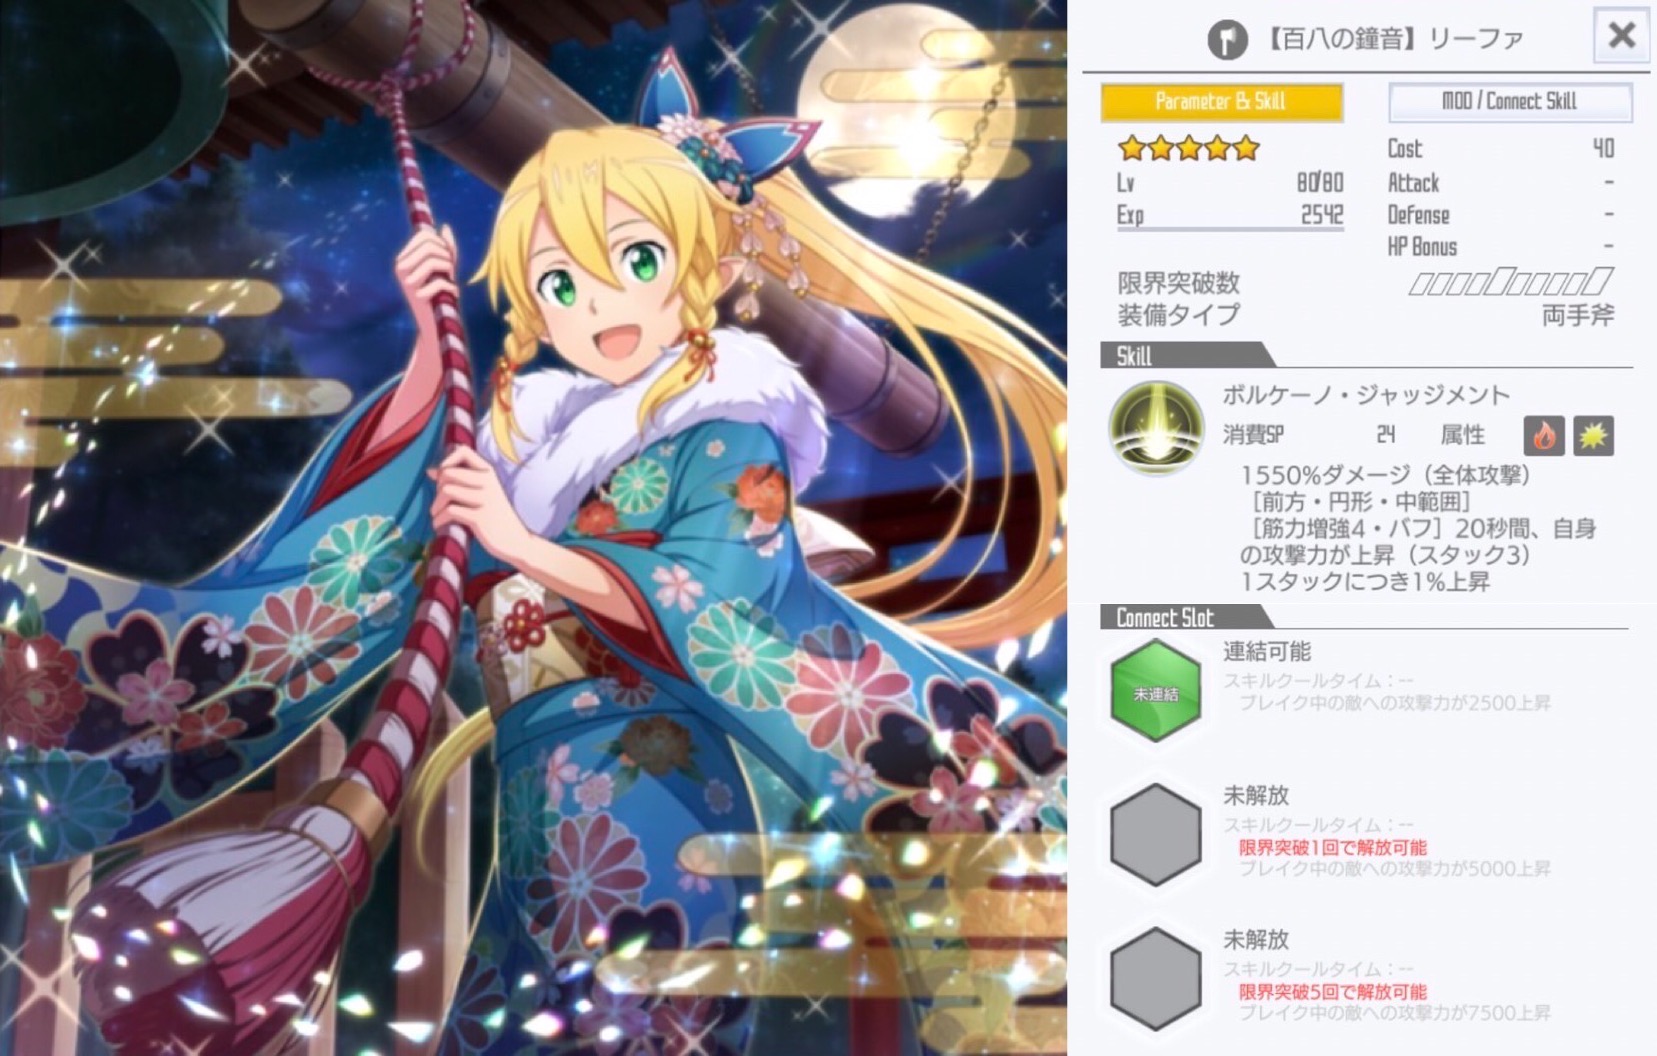 【百八の鐘音】リーファ
Parameter & Skill
MOD / Connect Skill
Lv 80/80
Exp 2542
Cost 40
Attack -
Defense -
HP Bonus -
限界突破数
装備タイプ 両手斧
Skill
ボルケーノ・ジャッジメント
消費SP 24 属性
1550%ダメージ（全体攻撃）
［前方・円形・中範囲］
［筋力増強4・バフ］20秒間、自身
の攻撃力が上昇（スタック3）
1スタックにつき1%上昇
Connect Slot
未連結
連結可能
スキルクールタイム：--
ブレイク中の敵への攻撃力が2500上昇
未解放
スキルクールタイム：--
限界突破1回で解放可能
ブレイク中の敵への攻撃力が5000上昇
未解放
スキルクールタイム：--
限界突破5回で解放可能
ブレイク中の敵への攻撃力が7500上昇